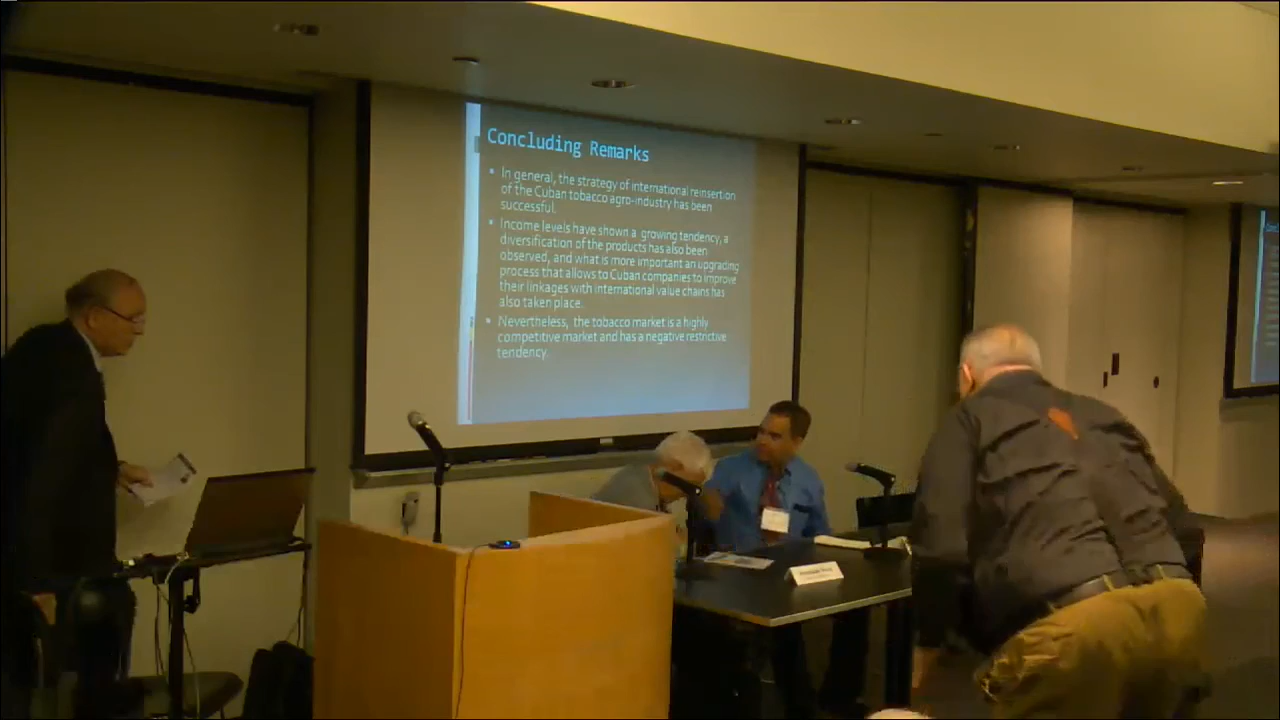 Concluding Remarks
▪ In general, the strategy of international reinsertion
of the Cuban tobacco agro-industry has been
successful.
▪ Income levels have shown a growing tendency, a
diversification of the products has also been
observed, and what is more important an upgrading
process that allows to Cuban companies to improve
their linkages with international value chains has
also taken place.
▪ Nevertheless, the tobacco market is a highly
competitive market and has a negative restrictive
tendency.